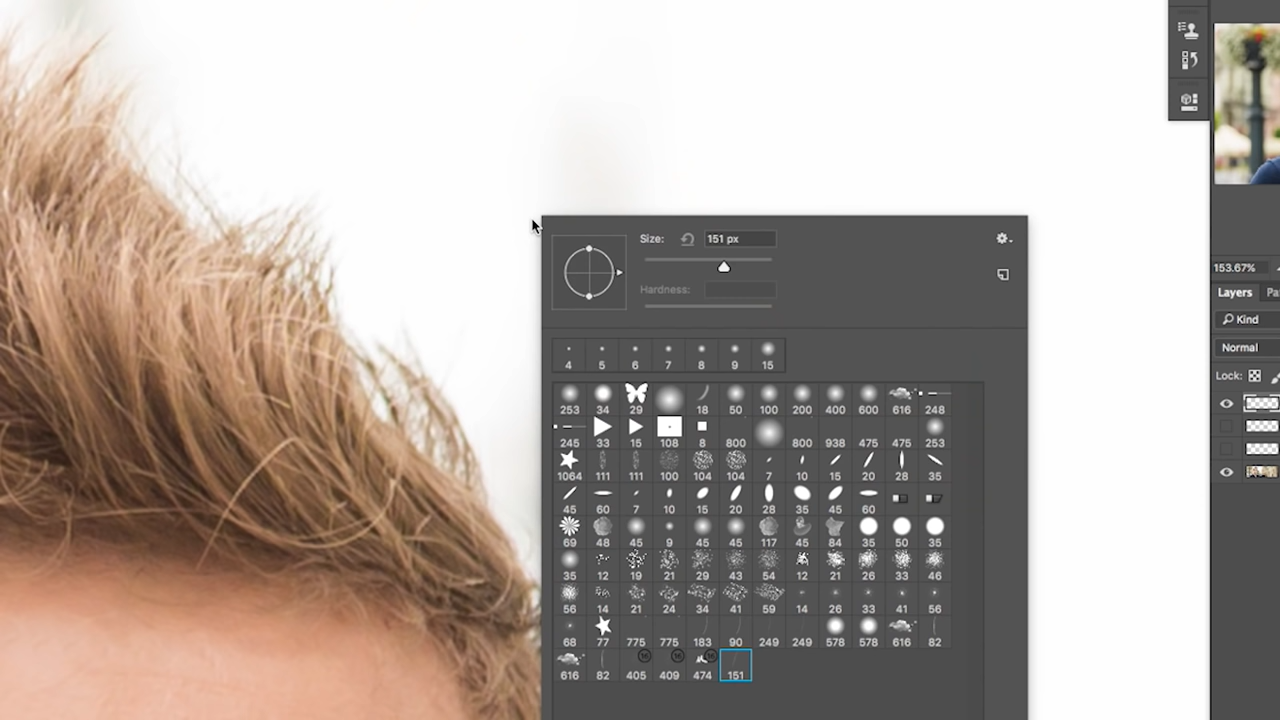 Size: 151 px
Hardness:
4 5 6 7 8 9 15
253 34 29 18 50 100 200 400 600 616 248
245 33 15 108 8 800 800 938 475 475 253
1064 111 111 100 104 104 7 10 15 20 28 35
45 60 7 10 15 20 28 35 45 60
69 48 45 9 45 45 117 45 84 35 50 35
35 12 19 21 29 43 54 12 21 26 33 46
56 14 21 24 34 41 59 14 26 33 41 56
68 77 775 775 183 90 249 249 578 578 616 82
616 82 405 409 474 151
153.67%
Layers Pa
Kind
Normal
Lock: